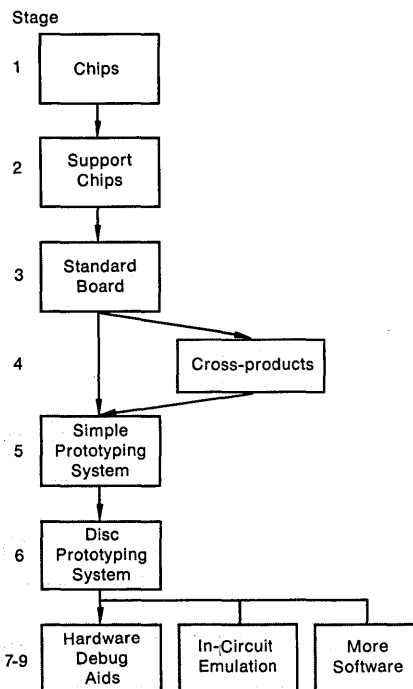 Stage
1
Chips
2
Support
Chips
3
Standard
Board
4
Cross-products
5
Simple
Prototyping
System
6
Disc
Prototyping
System
7-9
Hardware
Debug
Aids
In-Circuit
Emulation
More
Software